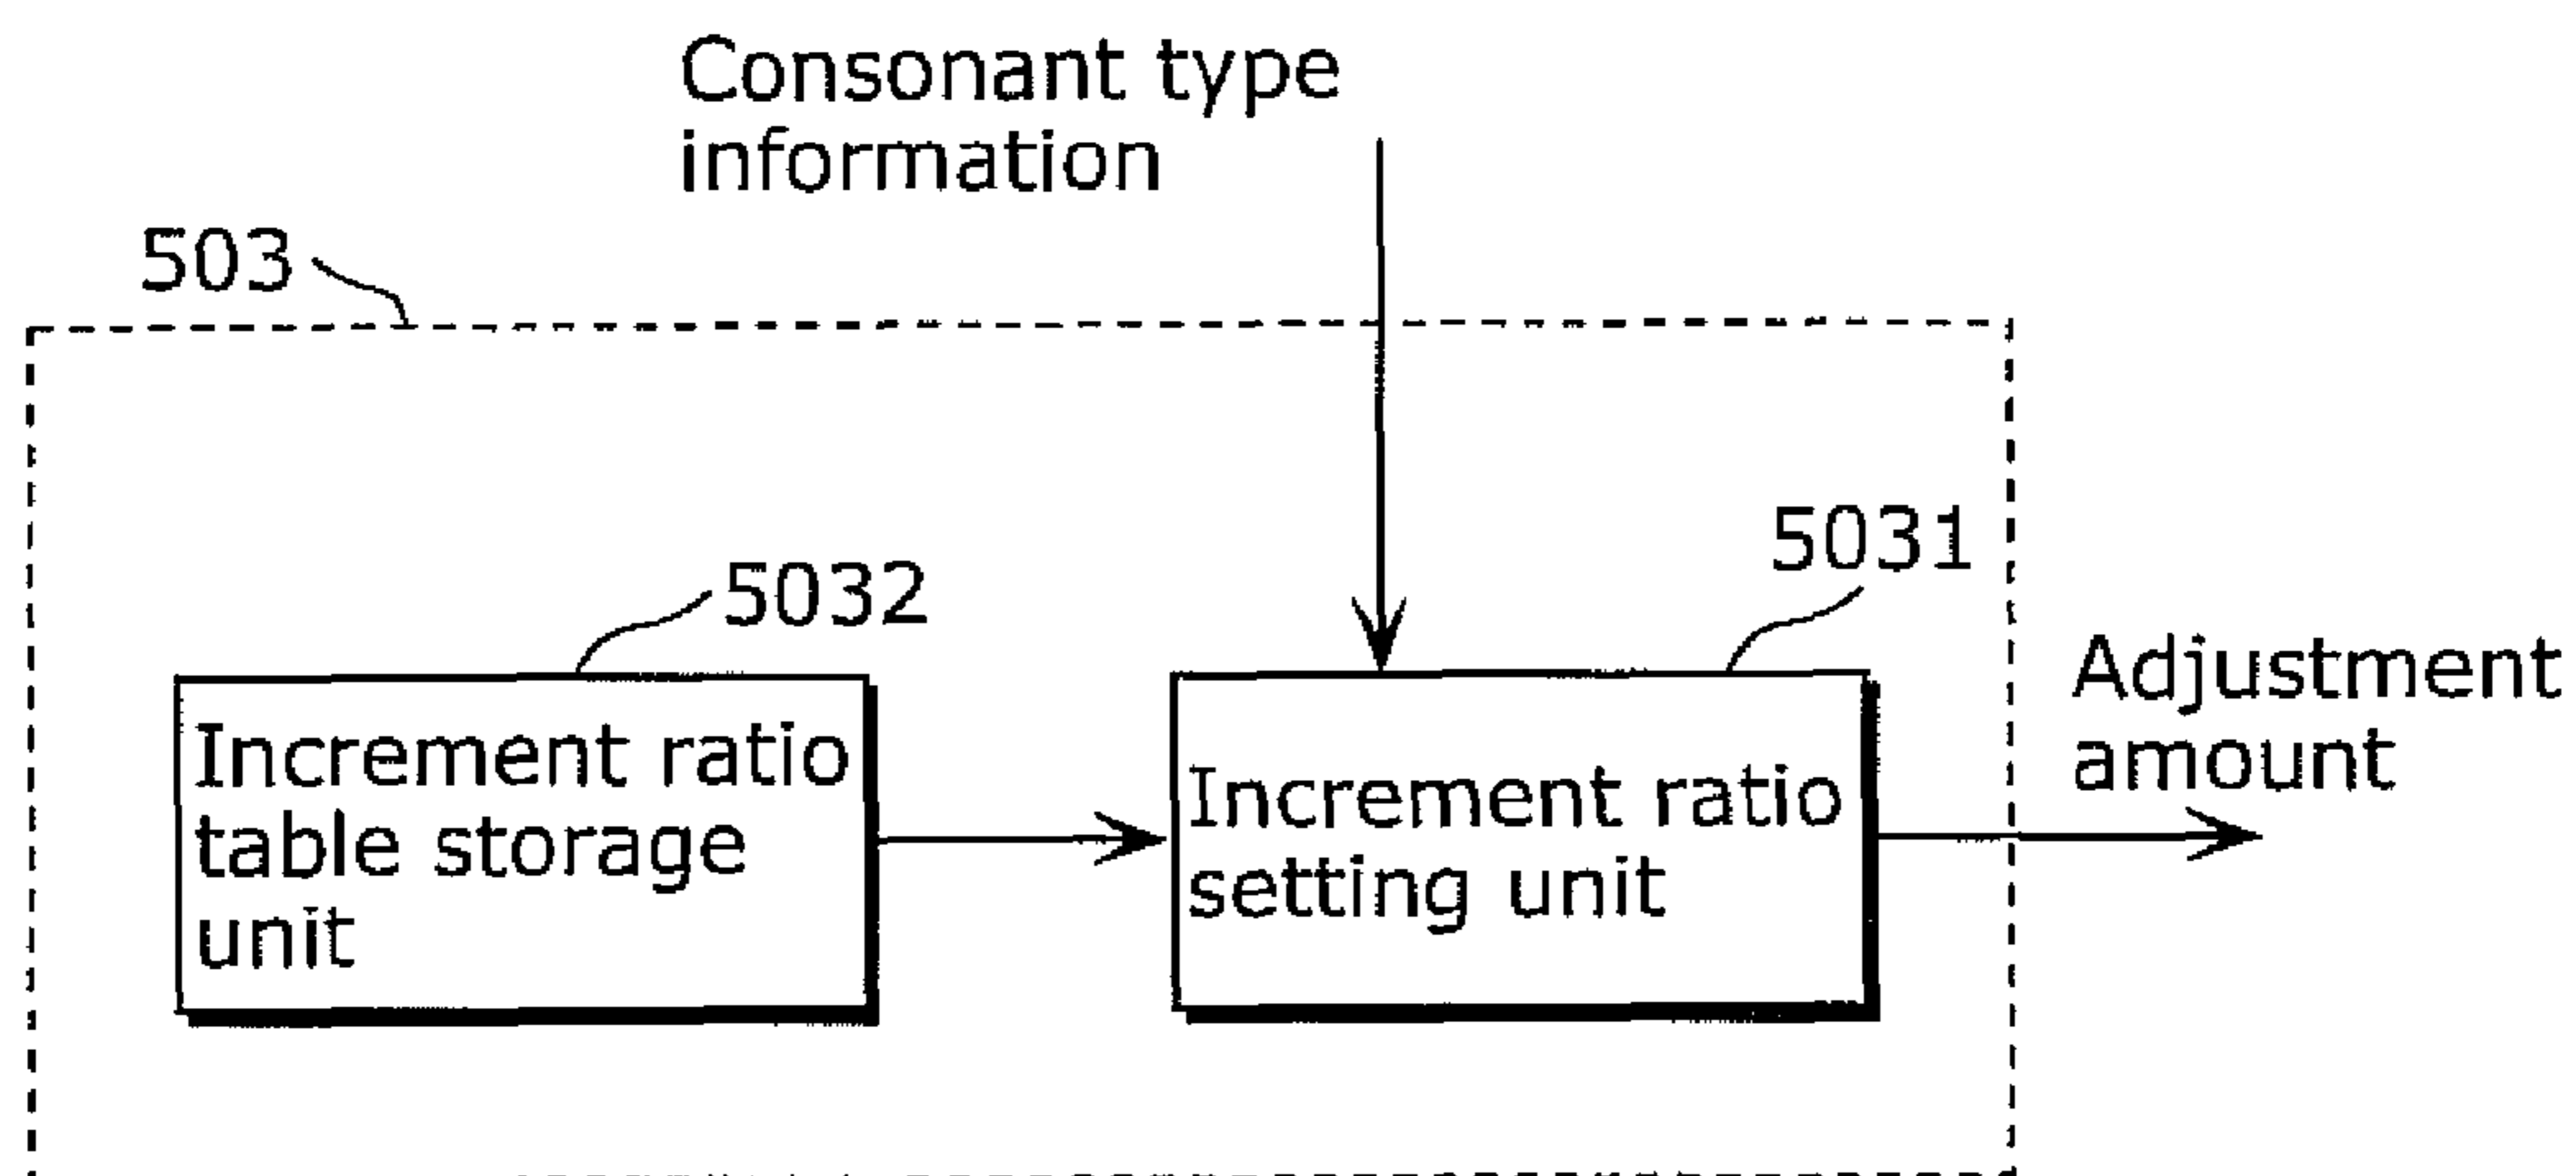 Consonant type
information
503
5032
5031
Increment ratio
table storage
unit
Increment ratio
setting unit
Adjustment
amount